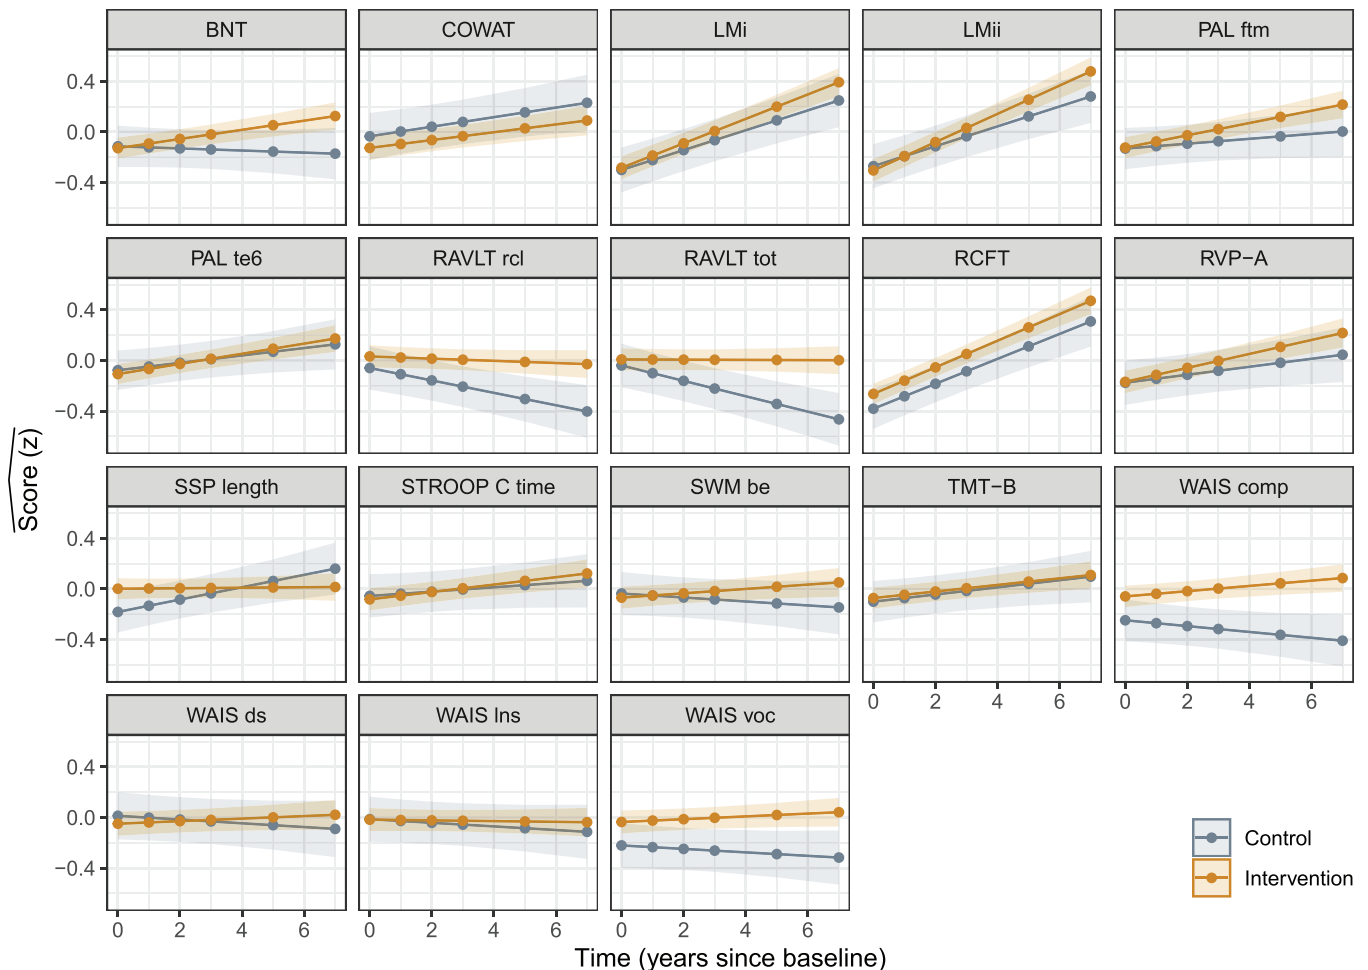 BNT COWAT LMi LMii PAL ftm
0.4
0.0
−0.4
PAL te6 RAVLT rcl RAVLT tot RCFT RVP−A
0.4
0.0
−0.4
SSP length STROOP C time SWM be TMT−B WAIS comp
0.4
0.0
−0.4
0 2 4 6 0 2 4 6
WAIS ds WAIS lns WAIS voc
0.4
0.0
−0.4
0 2 4 6 0 2 4 6 0 2 4 6
Score (z)
Time (years since baseline)
Control
Intervention